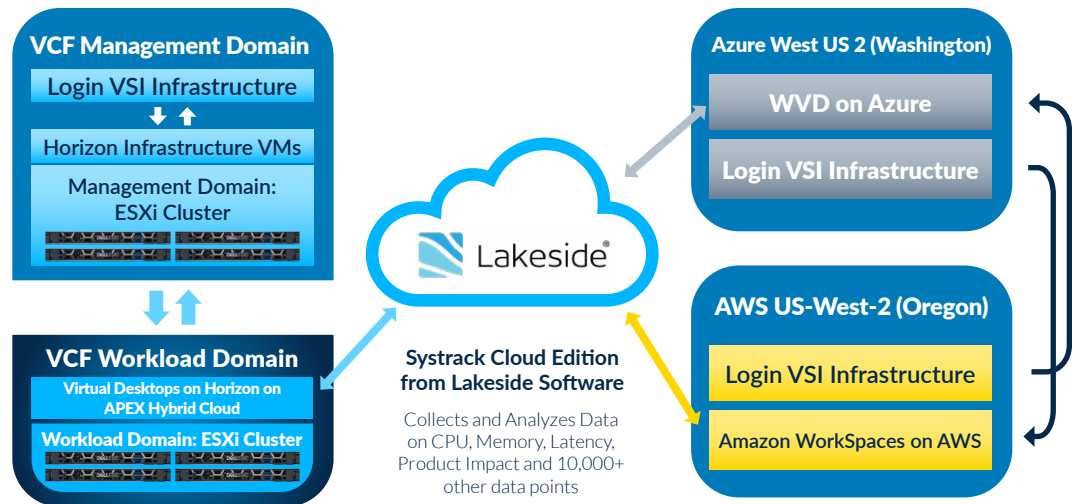 VCF Management Domain
Login VSI Infrastructure
Horizon Infrastructure VMs
Management Domain:
ESXi Cluster
VCF Workload Domain
Virtual Desktops on Horizon on
APEX Hybrid Cloud
Workload Domain: ESXi Cluster
Lakeside®
Systrack Cloud Edition
from Lakeside Software
Collects and Analyzes Data
on CPU, Memory, Latency,
Product Impact and 10,000+
other data points
Azure West US 2 (Washington)
WVD on Azure
Login VSI Infrastructure
AWS US-West-2 (Oregon)
Login VSI Infrastructure
Amazon WorkSpaces on AWS